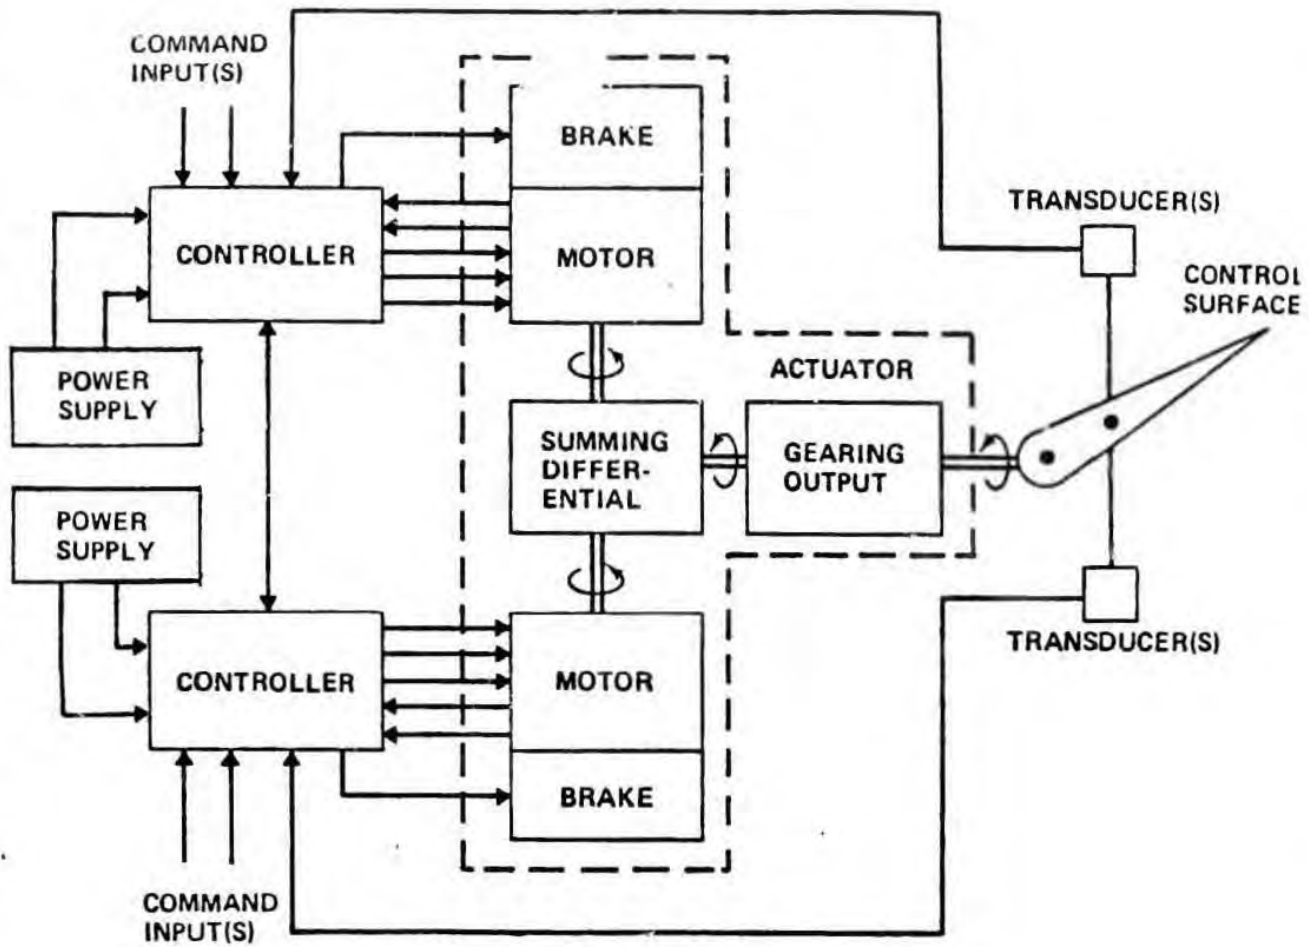 COMMAND
INPUT(S)
BRAKE
TRANSDUCER(S)
CONTROLLER
MOTOR
CONTROL
SURFACE
POWER
SUPPLY
ACTUATOR
SUMMING
DIFFER-
ENTIAL
GEARING
OUTPUT
POWER
SUPPLY
TRANSDUCER(S)
CONTROLLER
MOTOR
BRAKE
COMMAND
INPUT(S)